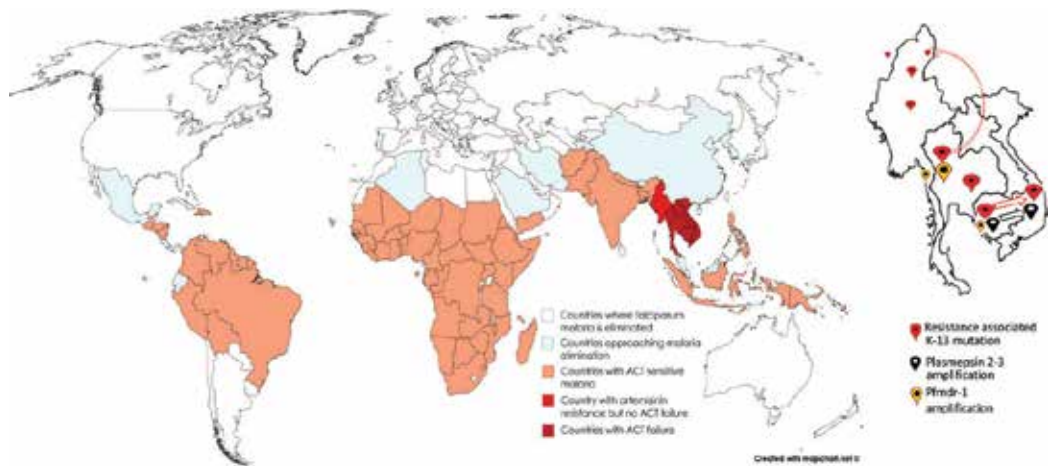 Countries where falciparum
malaria is eliminated
Countries approaching malaria
elimination
Countries with ACT sensitive
malaria
Country with artemisinin
resistance but no ACT failure
Countries with ACT failure
Created with mapchart.net ©
Resistance associated
K-13 mutation
Plasmepsin 2-3
amplification
Pfmdr-1
amplification